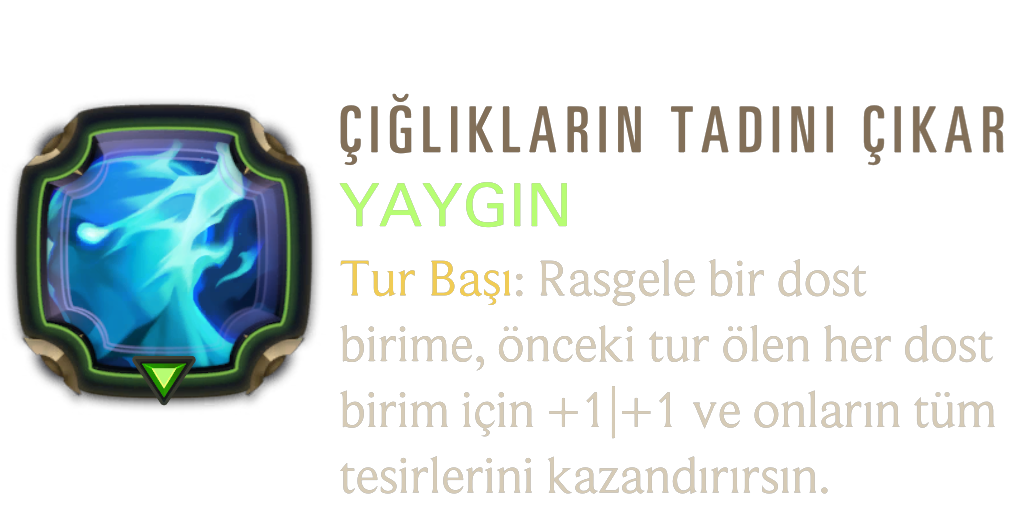 ÇIĞLIKLARIN TADINI ÇIKAR
YAYGIN
Tur Başı: Rasgele bir dost
birime, önceki tur ölen her dost
birim için +1|+1 ve onların tüm
tesirlerini kazandırırsın.